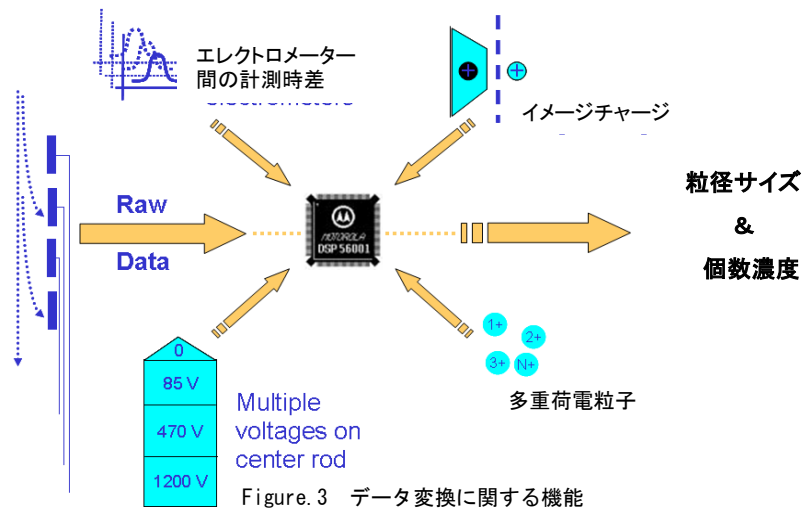 エレクトロメーター
間の計測時差
イメージチャージ
Raw
Data
MOTOROLA
DSP56001
粒径サイズ
&
個数濃度
0
85 V
470 V
1200 V
Multiple
voltages on
center rod
1+
2+
3+
N+
多重荷電粒子
Figure.3 データ変換に関する機能